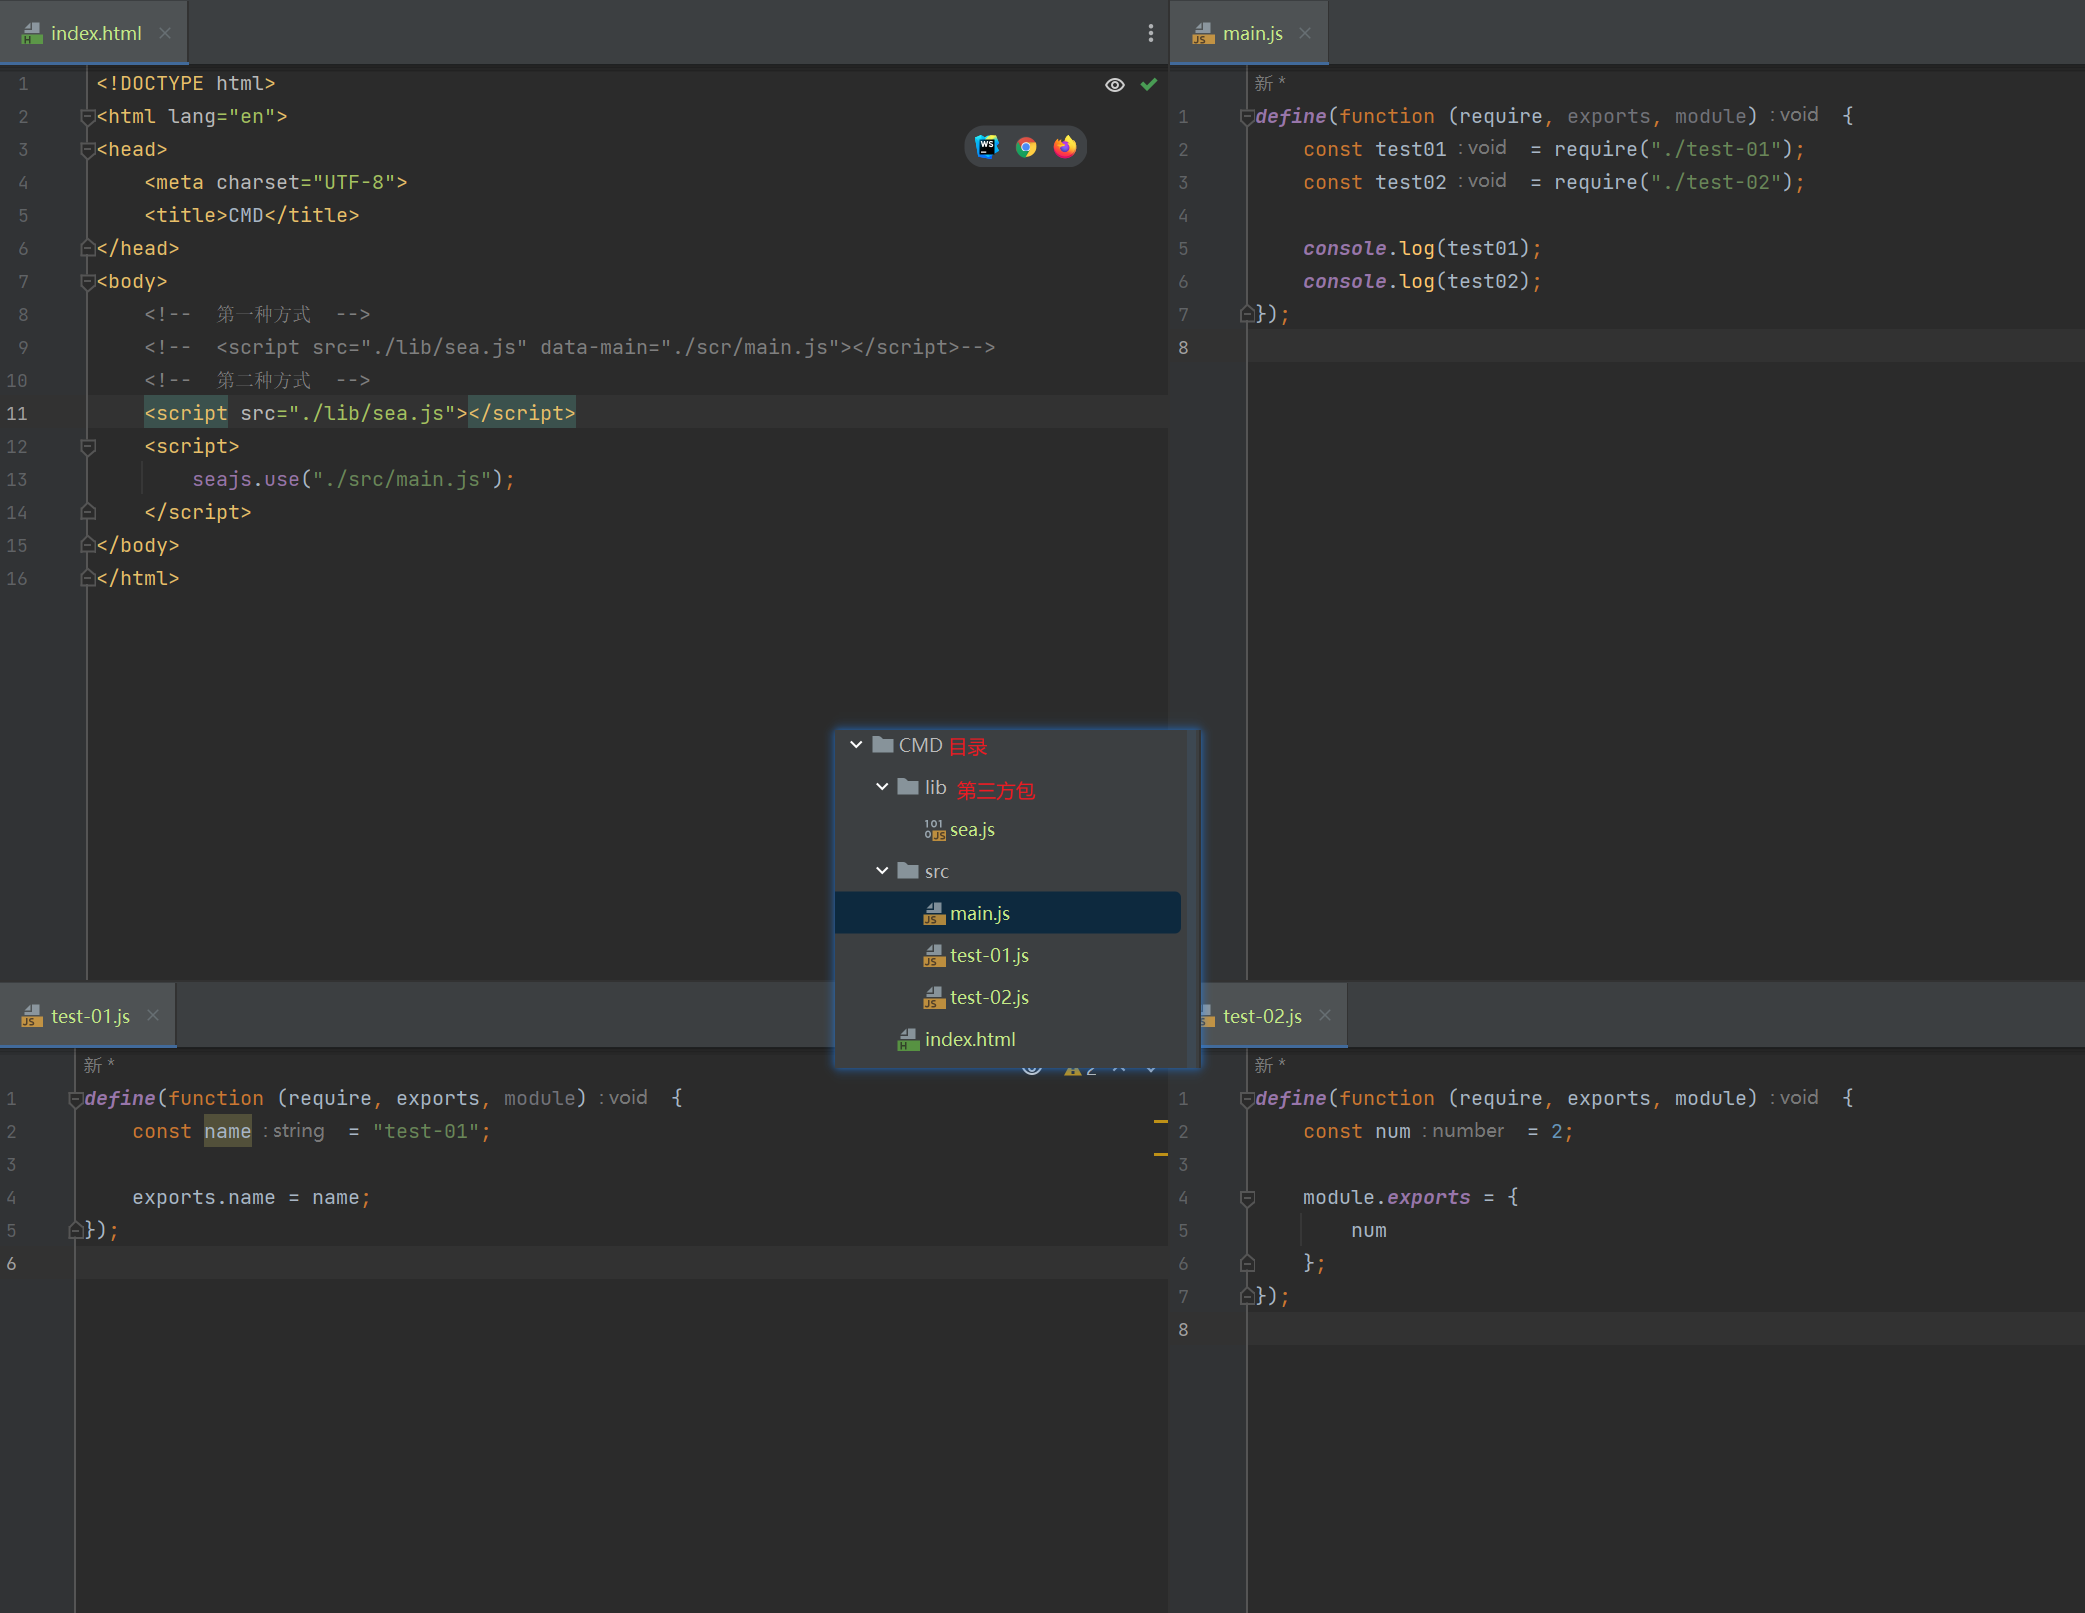 index.html
1 <!DOCTYPE html>
2 <html lang="en">
3 <head>
4 <meta charset="UTF-8">
5 <title>CMD</title>
6 </head>
7 <body>
8 <!-- 第一种方式 -->
9 <!-- <script src="./lib/sea.js" data-main="./scr/main.js"></script>-->
10 <!-- 第二种方式 -->
11 <script src="./lib/sea.js"></script>
12 <script>
13 seajs.use("./src/main.js");
14 </script>
15 </body>
16 </html>
main.js
新 *
1 define(function (require, exports, module) : void {
2 const test01 : void = require("./test-01");
3 const test02 : void = require("./test-02");
4
5 console.log(test01);
6 console.log(test02);
7 });
8
CMD 目录
lib 第三方包
sea.js
src
main.js
test-01.js
test-02.js
index.html
test-01.js
新 *
2
1 define(function (require, exports, module) : void {
2 const name : string = "test-01";
3
4 exports.name = name;
5 });
6
test-02.js
新 *
1 define(function (require, exports, module) : void {
2 const num : number = 2;
3
4 module.exports = {
5 num
6 };
7 });
8